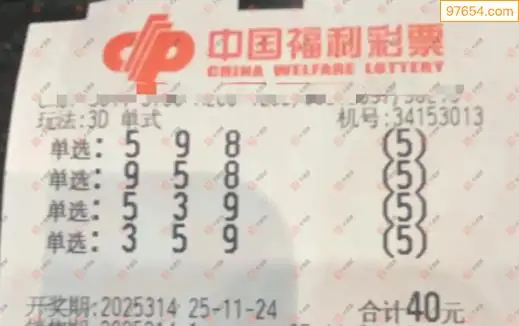 97654.com
中国福利彩票
CHINA WELFARE LOTTERY
玩法:3D 单式 机号:34153013
单选: 5 9 8 (5)
单选: 9 5 8 (5)
单选: 5 3 9 (5)
单选: 3 5 9 (5)
开奖期:2025314 25-11-24 合计40元